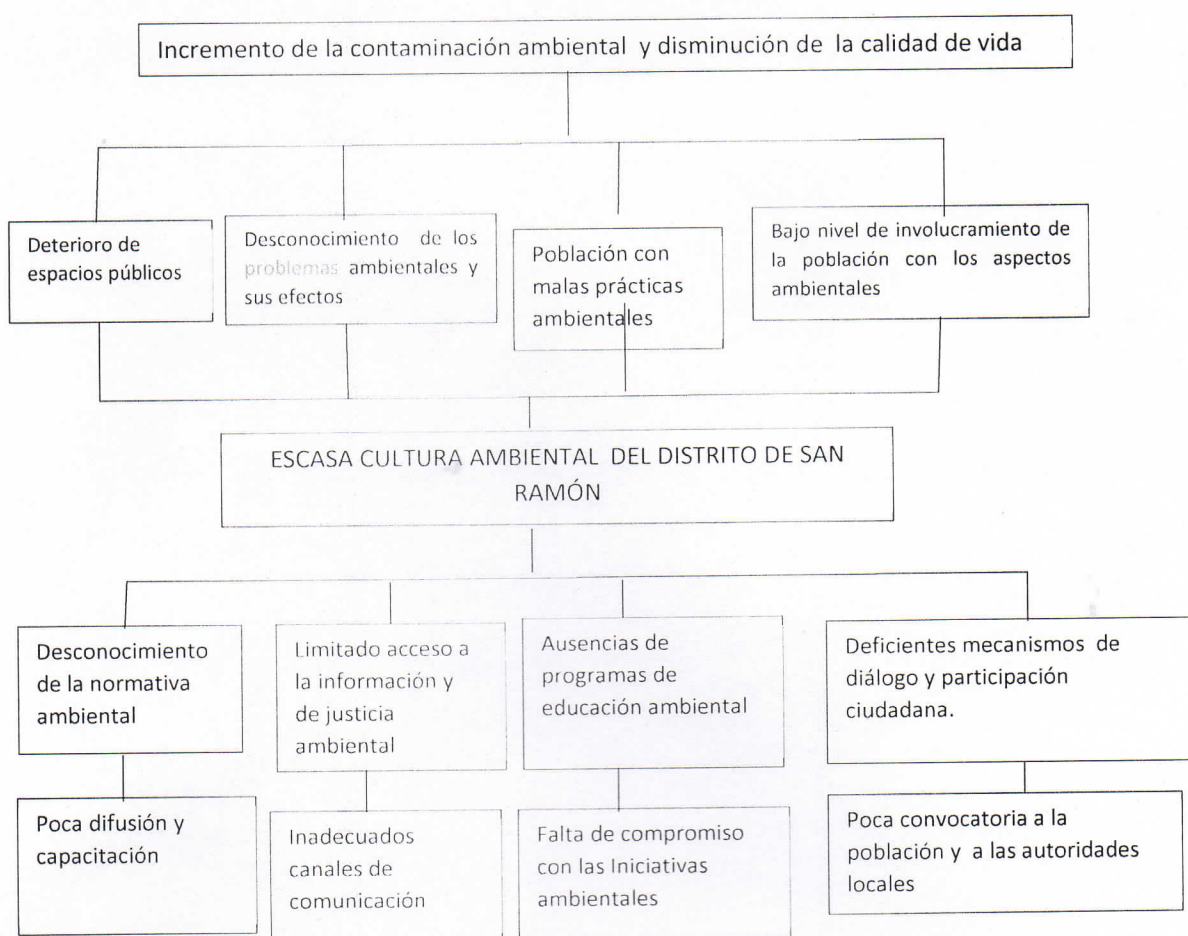 Incremento de la contaminación ambiental y disminución de la calidad de vida
Deterioro de
espacios públicos
Desconocimiento de los
problemas ambientales y
sus efectos
Población con
malas prácticas
ambientales
Bajo nivel de involucramiento de
la población con los aspectos
ambientales
ESCASA CULTURA AMBIENTAL DEL DISTRITO DE SAN
RAMÓN
Desconocimiento
de la normativa
ambiental
Limitado acceso a
la información y
de justicia
ambiental
Ausencias de
programas de
educación ambiental
Deficientes mecanismos de
diálogo y participación
ciudadana.
Poca difusión y
capacitación
Inadecuados
canales de
comunicación
Falta de compromiso
con las Iniciativas
ambientales
Poca convocatoria a la
población y a las autoridades
locales